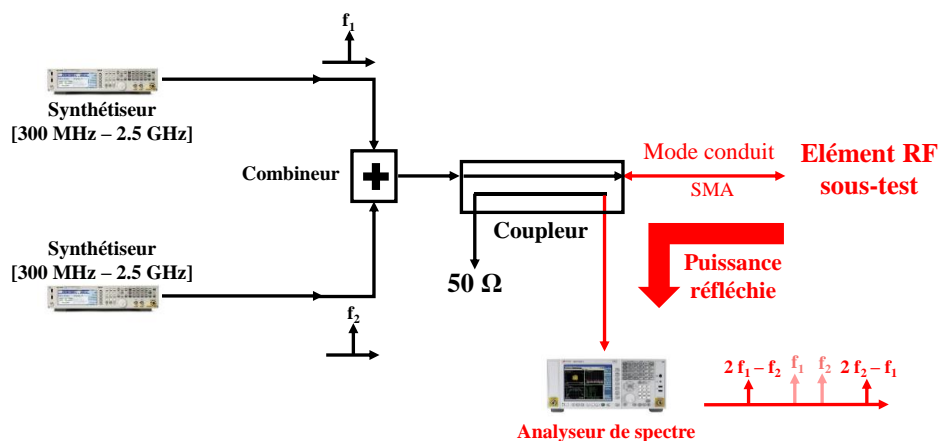 f1
Synthétiseur
[300 MHz – 2.5 GHz]
Combineur
+
Mode conduit
SMA
Elément RF
sous-test
Coupleur
50 Ω
Puissance
réfléchie
Synthétiseur
[300 MHz – 2.5 GHz]
f2
2 f1 – f2
f1
f2
2 f2 – f1
Analyseur de spectre